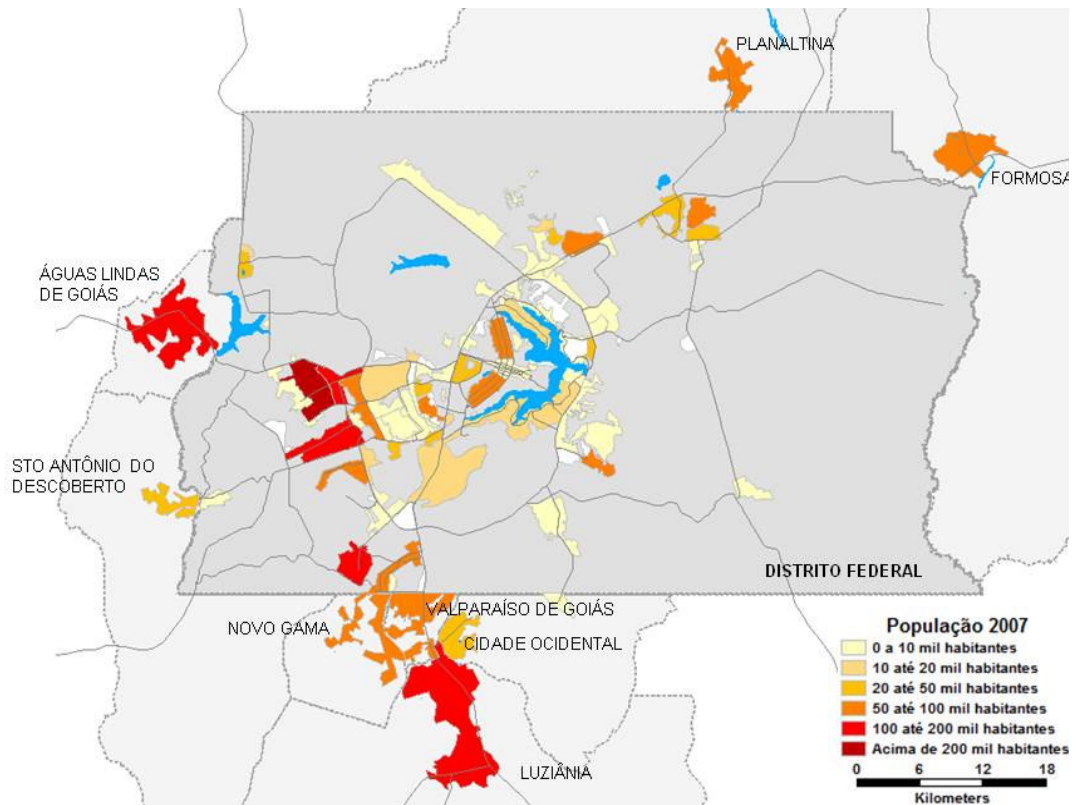 PLANALTINA
FORMOSA
ÁGUAS LINDAS
DE GOIÁS
STO ANTÔNIO DO
DESCOBERTO
DISTRITO FEDERAL
VALPARAÍSO DE GOIÁS
NOVO GAMA
CIDADE OCIDENTAL
LUZIÂNIA
População 2007
0 a 10 mil habitantes
10 até 20 mil habitantes
20 até 50 mil habitantes
50 até 100 mil habitantes
100 até 200 mil habitantes
Acima de 200 mil habitantes
0 6 12 18
Kilometers